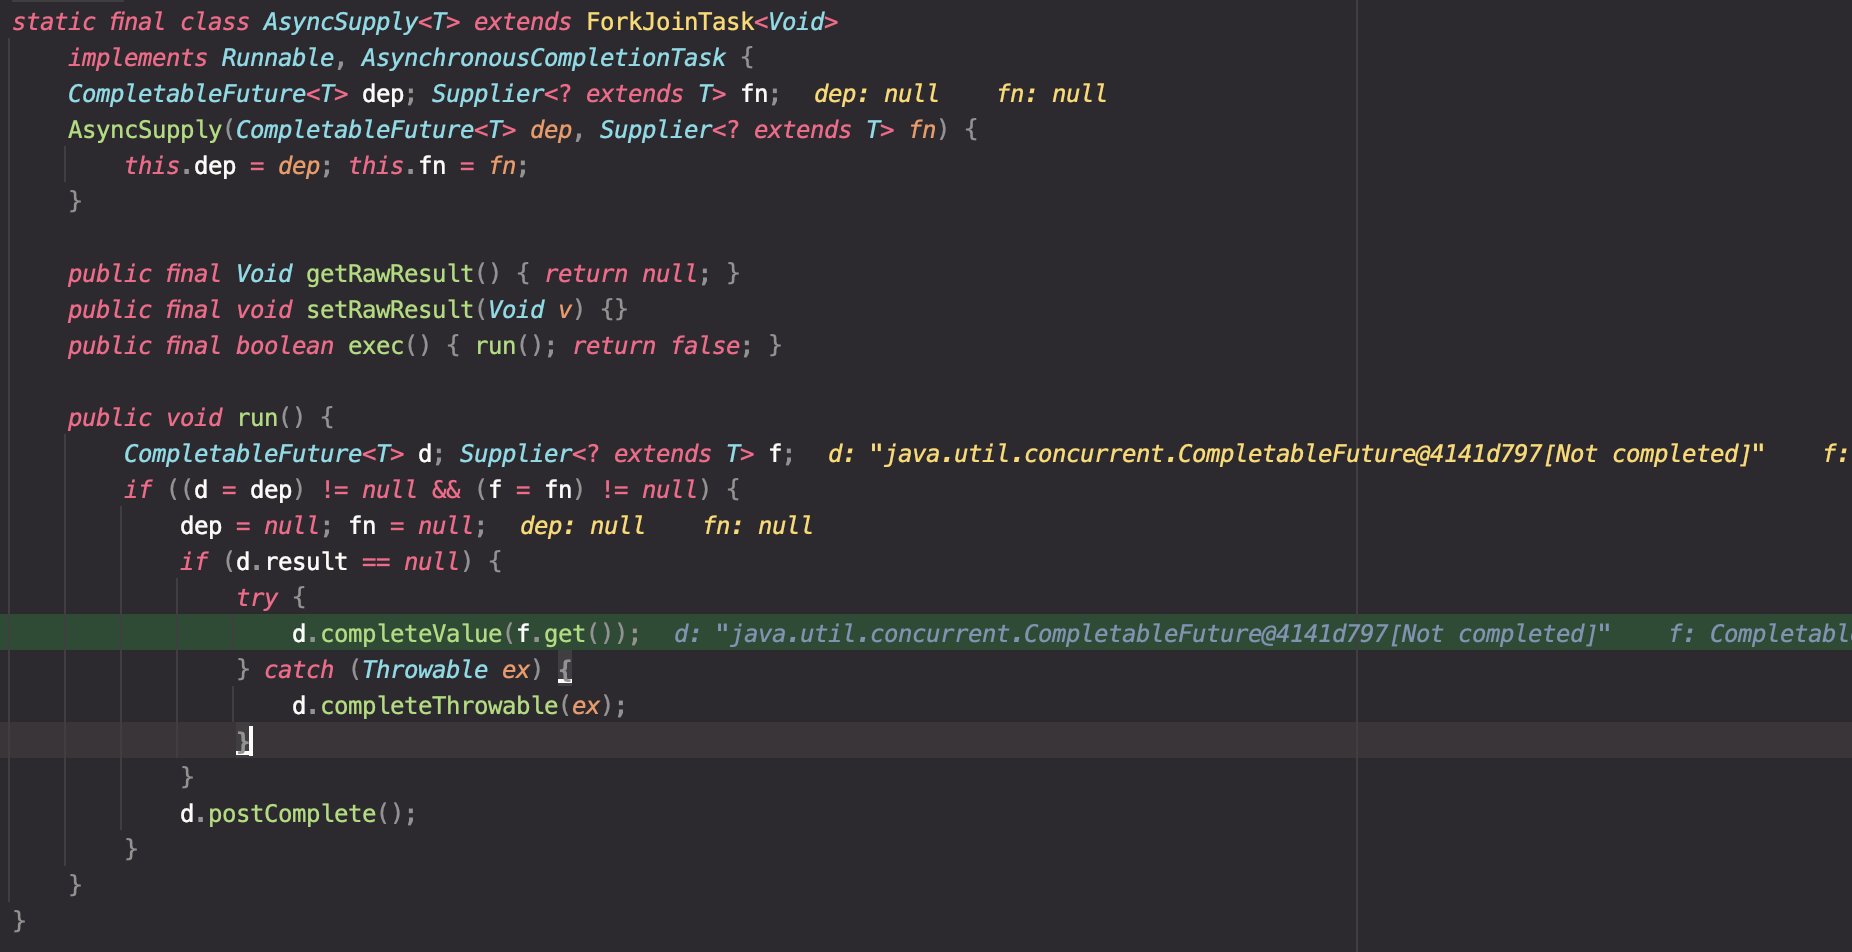 static final class AsyncSupply<T> extends ForkJoinTask<Void>
    implements Runnable, AsynchronousCompletionTask {
    CompletableFuture<T> dep; Supplier<? extends T> fn;   dep: null    fn: null
    AsyncSupply(CompletableFuture<T> dep, Supplier<? extends T> fn) {
        this.dep = dep; this.fn = fn;
    }

    public final Void getRawResult() { return null; }
    public final void setRawResult(Void v) {}
    public final boolean exec() { run(); return false; }

    public void run() {
        CompletableFuture<T> d; Supplier<? extends T> f;   d: "java.util.concurrent.CompletableFuture@4141d797[Not completed]"    f:
        if ((d = dep) != null && (f = fn) != null) {
            dep = null; fn = null;   dep: null    fn: null
            if (d.result == null) {
                try {
                    d.completeValue(f.get());   d: "java.util.concurrent.CompletableFuture@4141d797[Not completed]"    f: Completabl
                } catch (Throwable ex) {
                    d.completeThrowable(ex);
                }
            }
            d.postComplete();
        }
    }
}